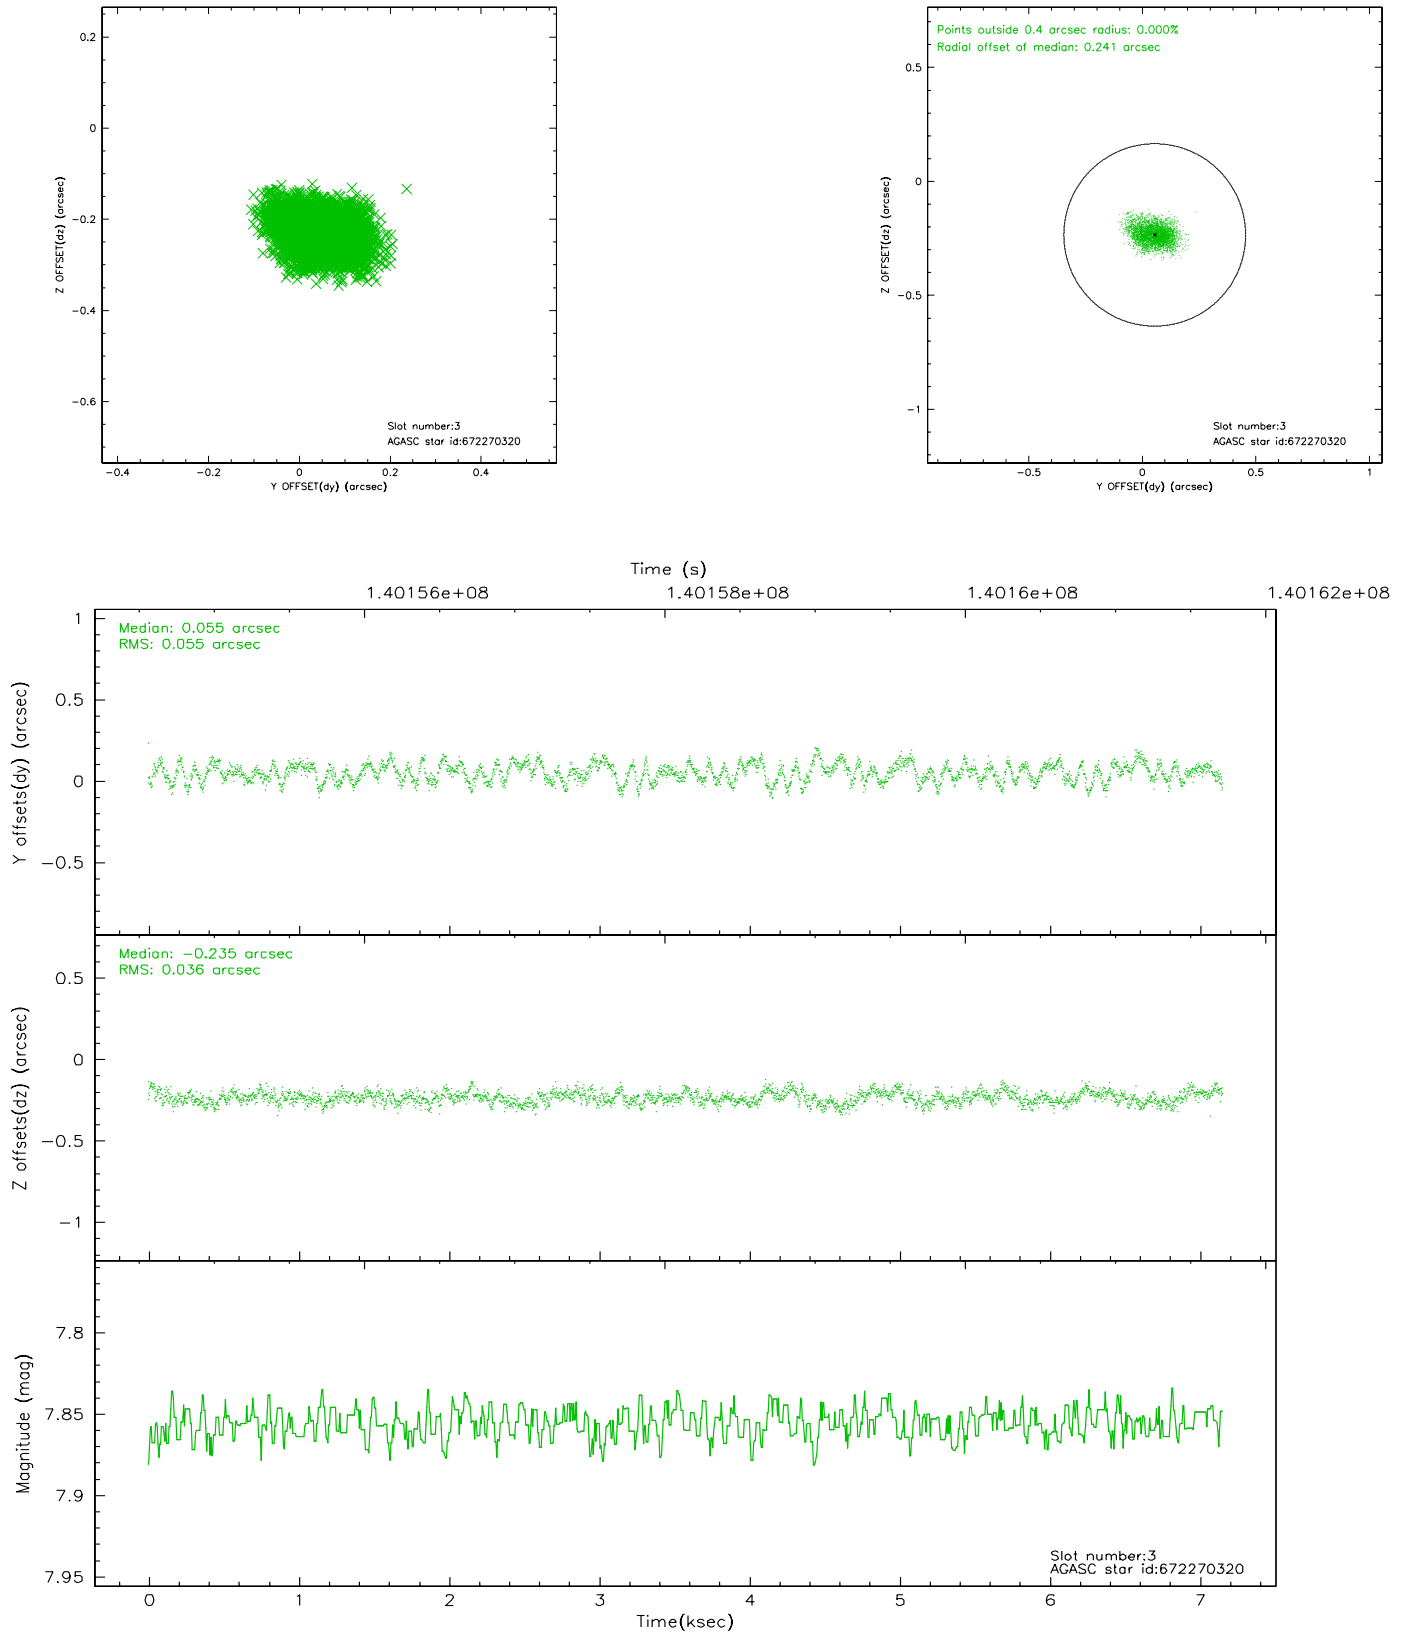 0.2
0
−0.2
−0.4
−0.6
Z OFFSET(dz) (arcsec)
Slot number:3
AGASC star id:672270320
−0.4 −0.2 0 0.2 0.4
Y OFFSET(dy) (arcsec)
Points outside 0.4 arcsec radius: 0.000%
Radial offset of median: 0.241 arcsec
0.5
0
−0.5
−1
Z OFFSET(dz) (arcsec)
Slot number:3
AGASC star id:672270320
−0.5 0 0.5 1
Y OFFSET(dy) (arcsec)
Time (s)
1.40156e+08 1.40158e+08 1.4016e+08 1.40162e+08
Median: 0.055 arcsec
RMS: 0.055 arcsec
1
0.5
0
−0.5
Y offsets(dy) (arcsec)
Median: −0.235 arcsec
RMS: 0.036 arcsec
0.5
0
−0.5
−1
Z offsets(dz) (arcsec)
7.8
7.85
7.9
7.95
Magnitude (mag)
Slot number:3
AGASC star id:672270320
0 1 2 3 4 5 6 7
Time(ksec)